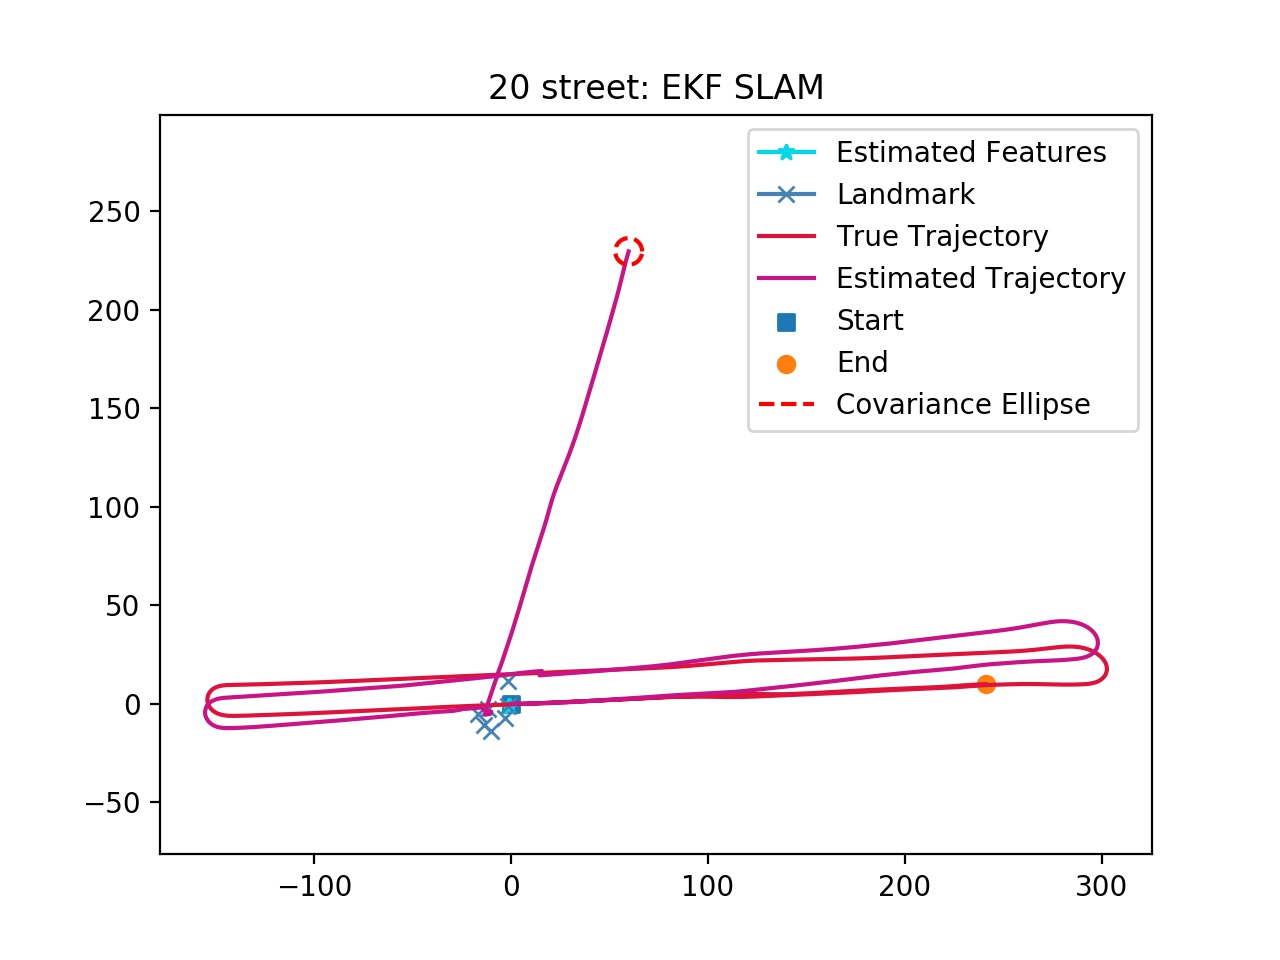 20 street: EKF SLAM
Estimated Features
Landmark
True Trajectory
Estimated Trajectory
Start
End
Covariance Ellipse
250
200
150
100
50
0
−50
−100 0 100 200 300